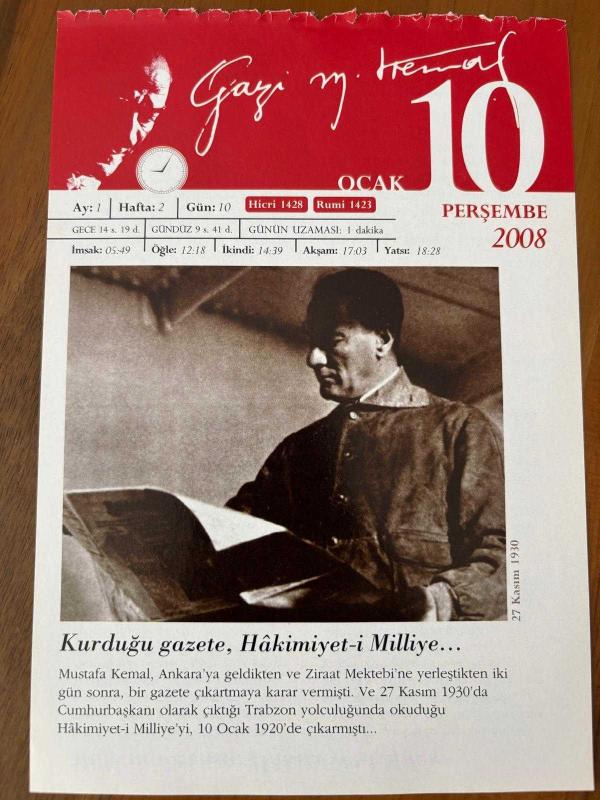 Gazi M. Kemal
OCAK 10
PERŞEMBE
2008
Ay: 1 Hafta: 2 Gün: 10 Hicri 1428 Rumi 1423
GECE 14 s. 19 d. GÜNDÜZ 9 s. 41 d. GÜNÜN UZAMASI: 1 dakika
İmsak: 05:49 Öğle: 12:18 İkindi: 14:39 Akşam: 17:03 Yatsı: 18:28
27 Kasım 1930
Kurduğu gazete, Hâkimiyet-i Milliye...
Mustafa Kemal, Ankara'ya geldikten ve Ziraat Mektebi'ne yerleştikten iki
gün sonra, bir gazete çıkartmaya karar vermişti. Ve 27 Kasım 1930'da
Cumhurbaşkanı olarak çıktığı Trabzon yolculuğunda okuduğu
Hâkimiyet-i Milliye'yi, 10 Ocak 1920'de çıkarmıştı...